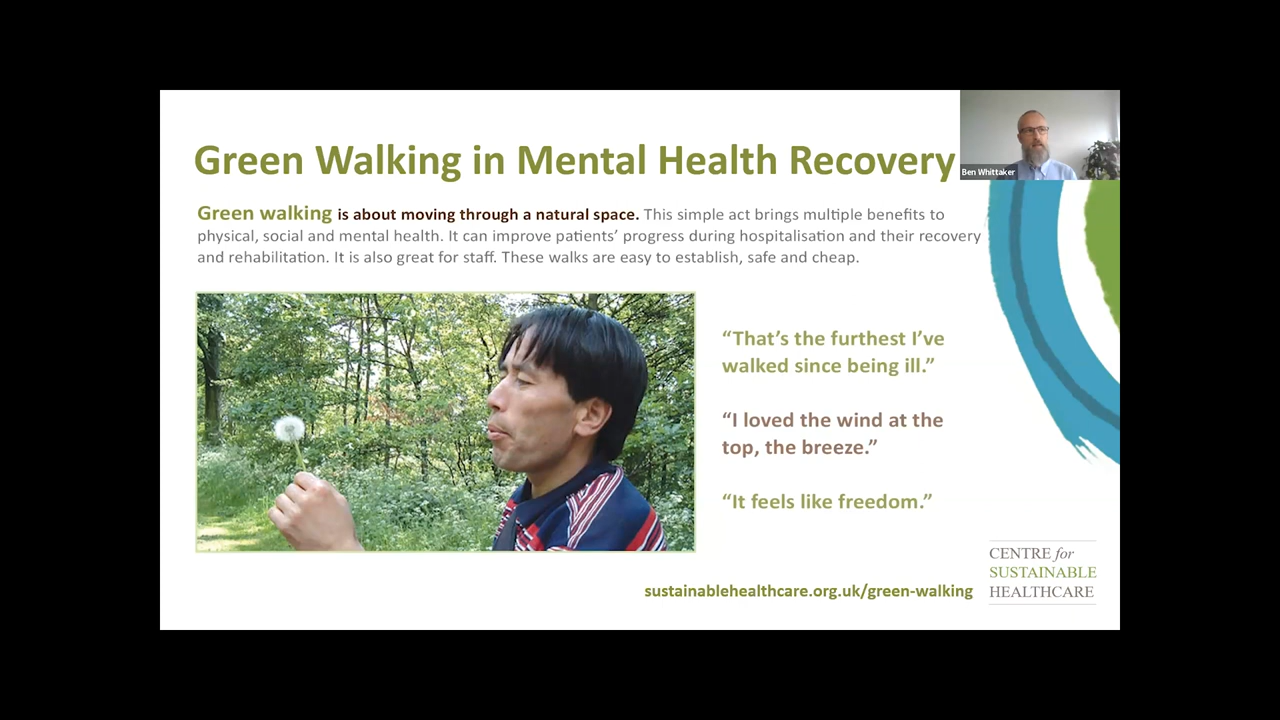 Green Walking in Mental Health Recovery
Ben Whittaker
Green walking is about moving through a natural space. This simple act brings multiple benefits to
physical, social and mental health. It can improve patients’ progress during hospitalisation and their recovery
and rehabilitation. It is also great for staff. These walks are easy to establish, safe and cheap.
“That’s the furthest I’ve
walked since being ill.”
“I loved the wind at the
top, the breeze.”
“It feels like freedom.”
sustainablehealthcare.org.uk/green-walking
CENTRE for
SUSTAINABLE
HEALTHCARE